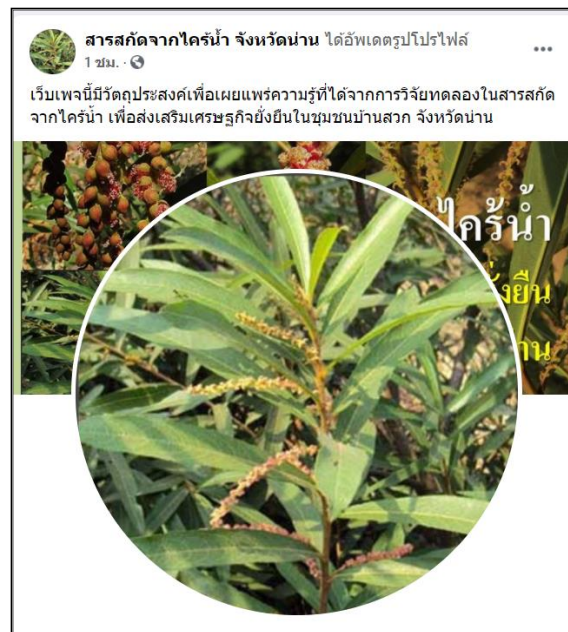 สารสกัดจากไคร้น้ำ จังหวัดน่าน ได้อัพเดตรูปโปรไฟล์
1 ชม. ·
เว็บเพจนี้มีวัตถุประสงค์เพื่อเผยแพร่ความรู้ที่ได้จากการวิจัยทดลองในสารสกัด
จากไคร้น้ำ เพื่อส่งเสริมเศรษฐกิจยั่งยืนในชุมชนบ้านสวก จังหวัดน่าน
ไคร้น้ำ